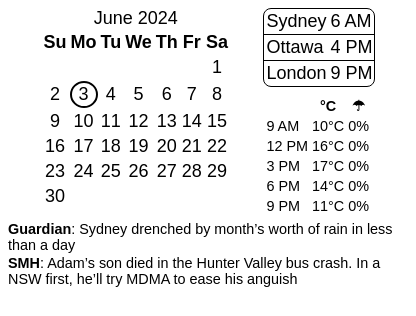 June 2024
Su Mo Tu We Th Fr Sa
1
2 3 4 5 6 7 8
9 10 11 12 13 14 15
16 17 18 19 20 21 22
23 24 25 26 27 28 29
30
Sydney 6 AM
Ottawa 4 PM
London 9 PM
°C ☂
9 AM 10°C 0%
12 PM 16°C 0%
3 PM 17°C 0%
6 PM 14°C 0%
9 PM 11°C 0%
Guardian: Sydney drenched by month’s worth of rain in less
than a day
SMH: Adam’s son died in the Hunter Valley bus crash. In a
NSW first, he’ll try MDMA to ease his anguish